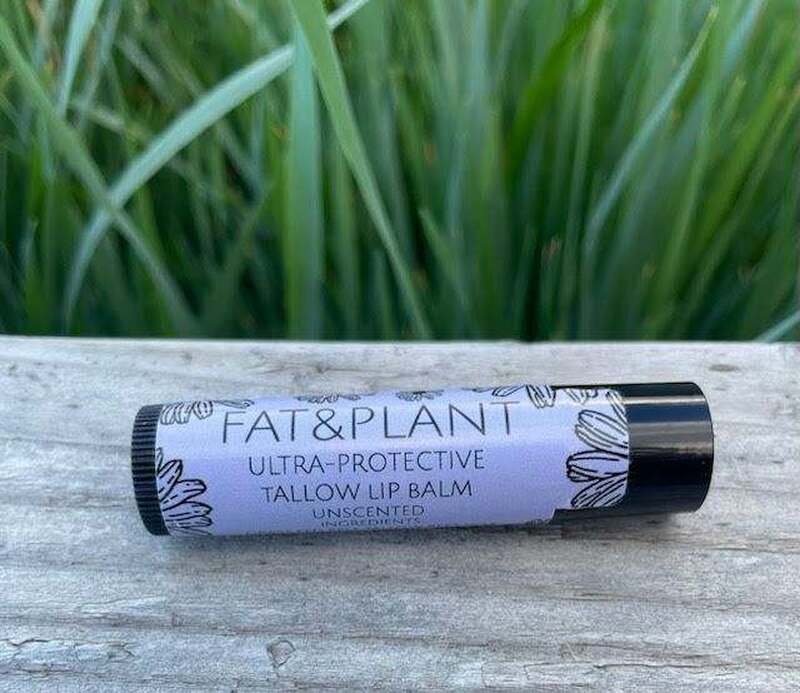 FAT&PLANT
ULTRA-PROTECTIVE
TALLOW LIP BALM
UNSCENTED
INGREDIENTS